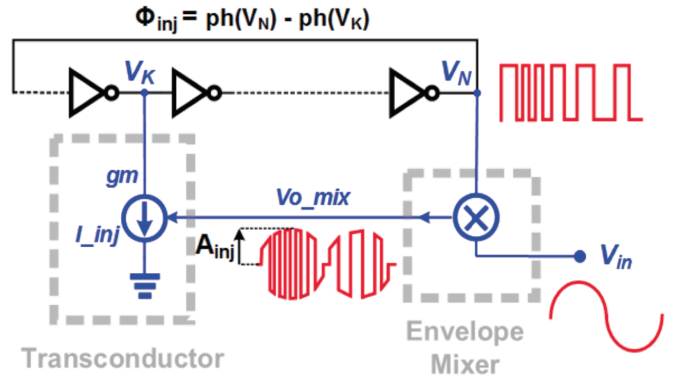 Φinj = ph(VN) - ph(VK)
VK
VN
gm
Vo_mix
I_inj
Ainj
Vin
Transconductor
Envelope
Mixer